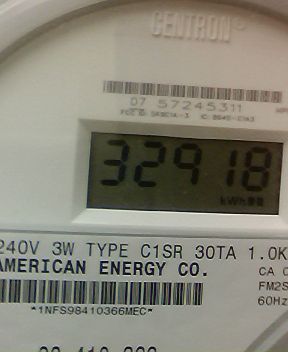 CENTRON®
07 57245311
32918
kWh
240V 3W TYPE C1SR 30TA 1.0K
AMERICAN ENERGY CO.
CA
FM2S
60Hz
*1NFS98410366MEC*